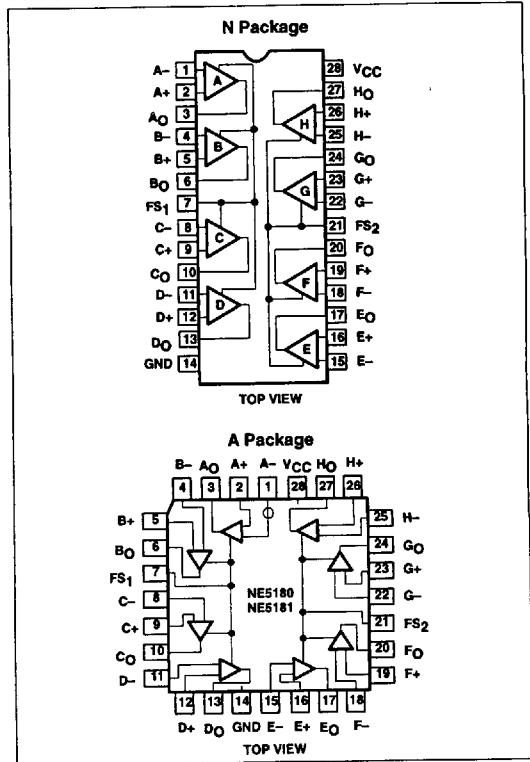 N Package
A− 1 A 28 VCC
A+ 2 27 HO
AO 3 H 26 H+
B− 4 25 H−
B+ 5 B 24 GO
BO 6 G 23 G+
FS1 7 22 G−
C− 8 21 FS2
C+ 9 C 20 FO
CO 10 F 19 F+
D− 11 18 F−
D+ 12 D 17 EO
DO 13 E 16 E+
GND 14 15 E−
TOP VIEW
A Package
B− AO A+ A− VCC HO H+
4 3 2 1 28 27 26
B+ 5 25 H−
BO 6 24 GO
FS1 7 23 G+
C− 8 22 G−
NE5180
NE5181
C+ 9 21 FS2
CO 10 20 FO
D− 11 19 F+
12 13 14 15 16 17 18
D+ DO GND E− E+ EO F−
TOP VIEW